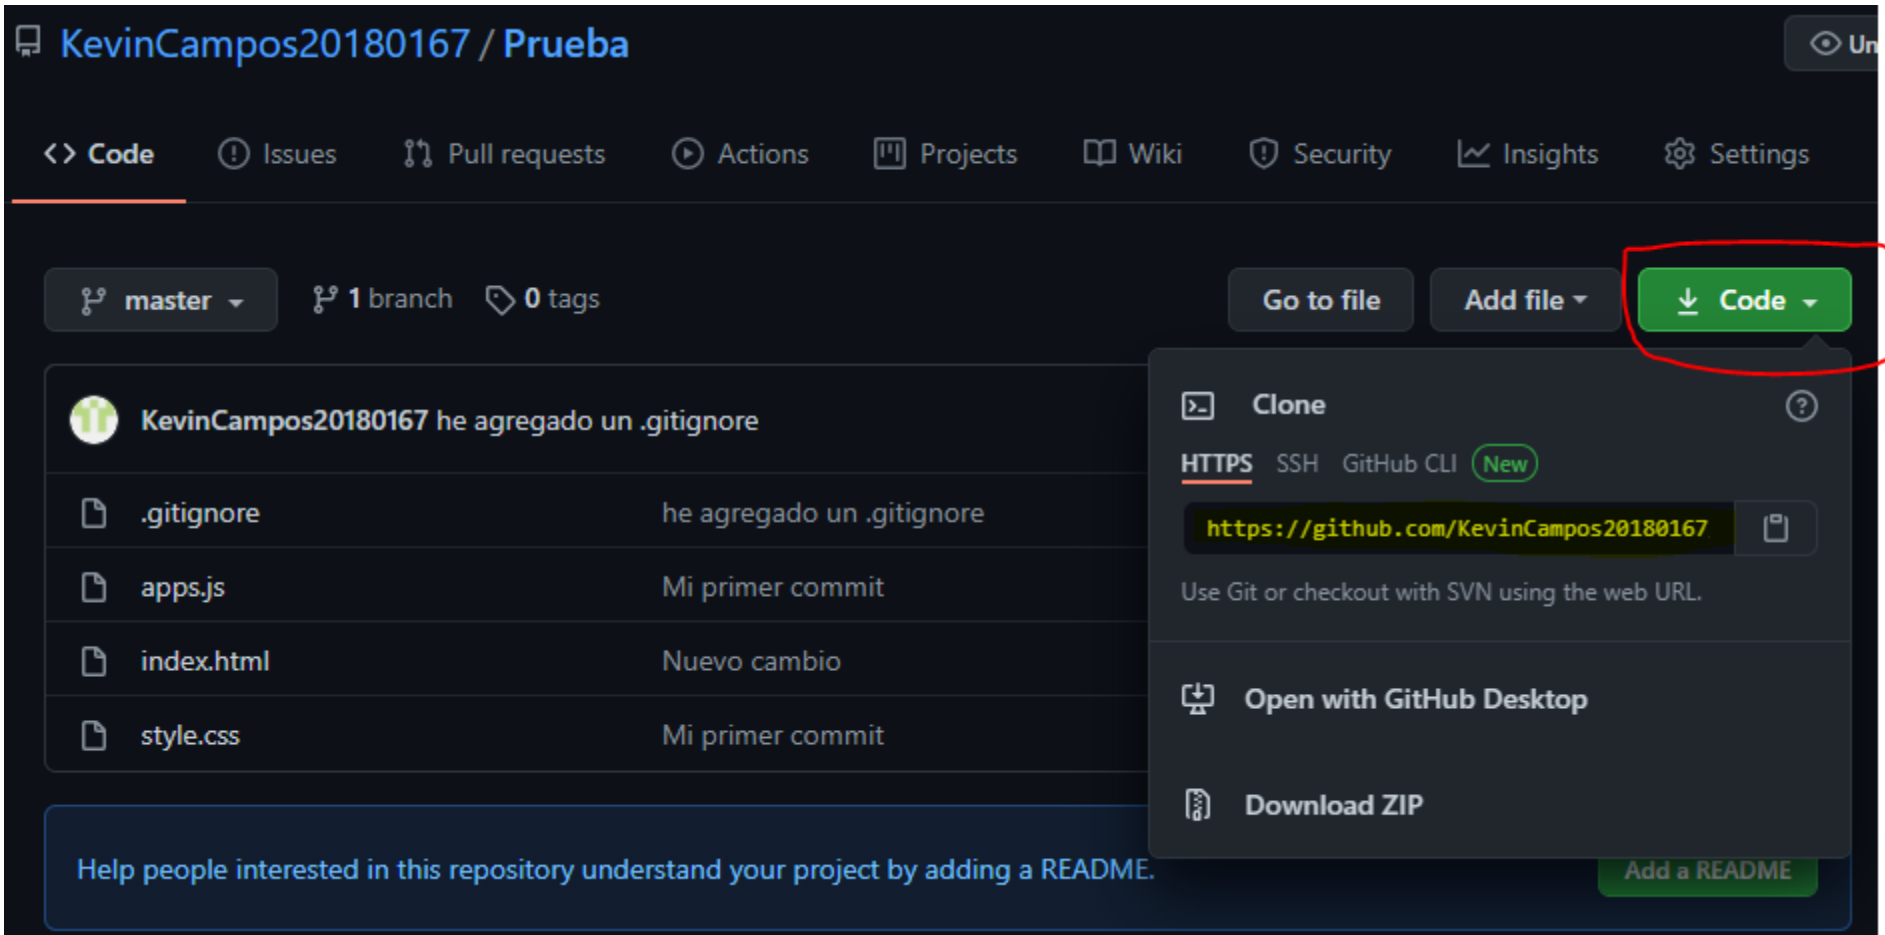 KevinCampos20180167 / Prueba
Un
<> Code Issues Pull requests Actions Projects Wiki Security Insights Settings
master 1 branch 0 tags Go to file Add file Code
KevinCampos20180167 he agregado un .gitignore
.gitignore he agregado un .gitignore
apps.js Mi primer commit
index.html Nuevo cambio
style.css Mi primer commit
Clone
HTTPS SSH GitHub CLI New
https://github.com/KevinCampos20180167
Use Git or checkout with SVN using the web URL.
Open with GitHub Desktop
Download ZIP
Help people interested in this repository understand your project by adding a README. Add a README